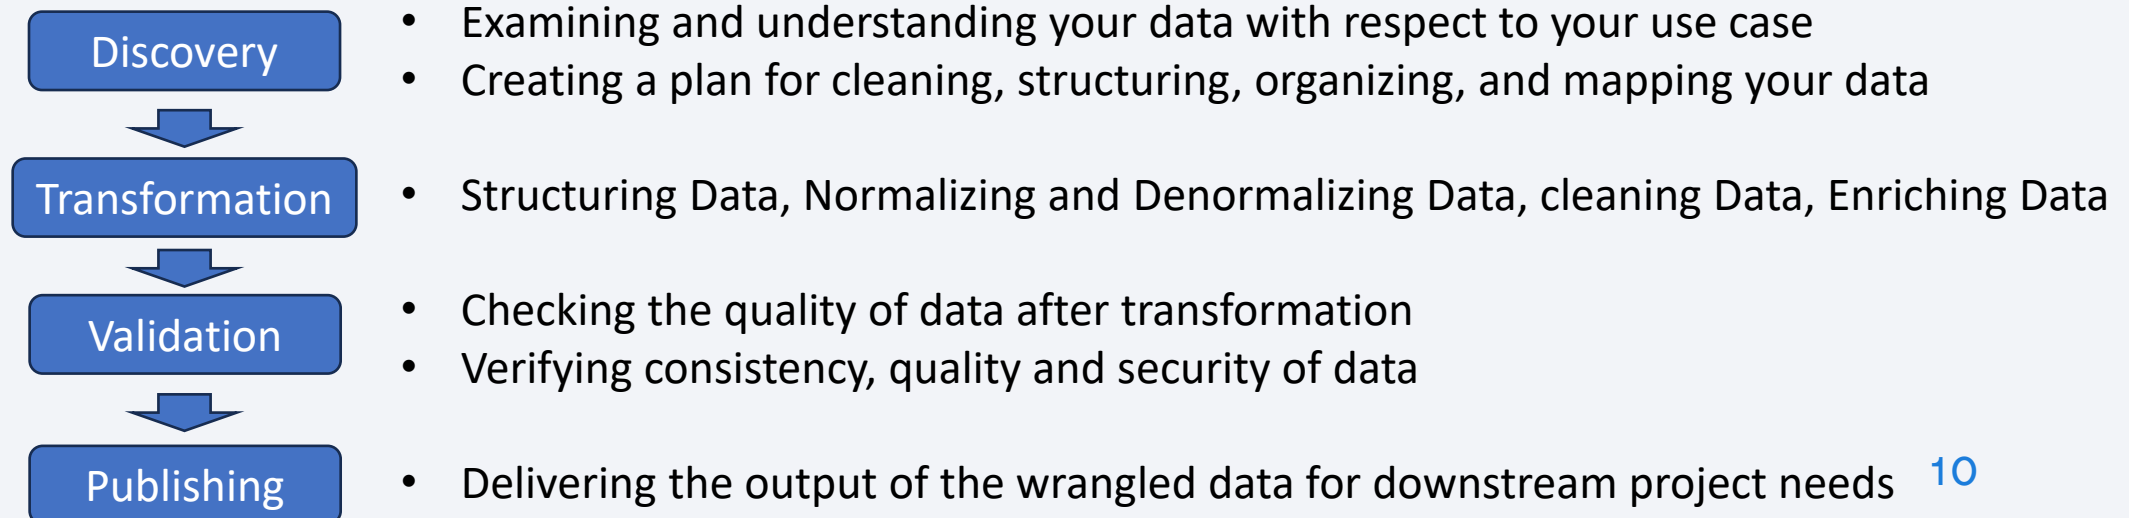 Discovery
• Examining and understanding your data with respect to your use case
• Creating a plan for cleaning, structuring, organizing, and mapping your data
Transformation
• Structuring Data, Normalizing and Denormalizing Data, cleaning Data, Enriching Data
Validation
• Checking the quality of data after transformation
• Verifying consistency, quality and security of data
Publishing
• Delivering the output of the wrangled data for downstream project needs
10